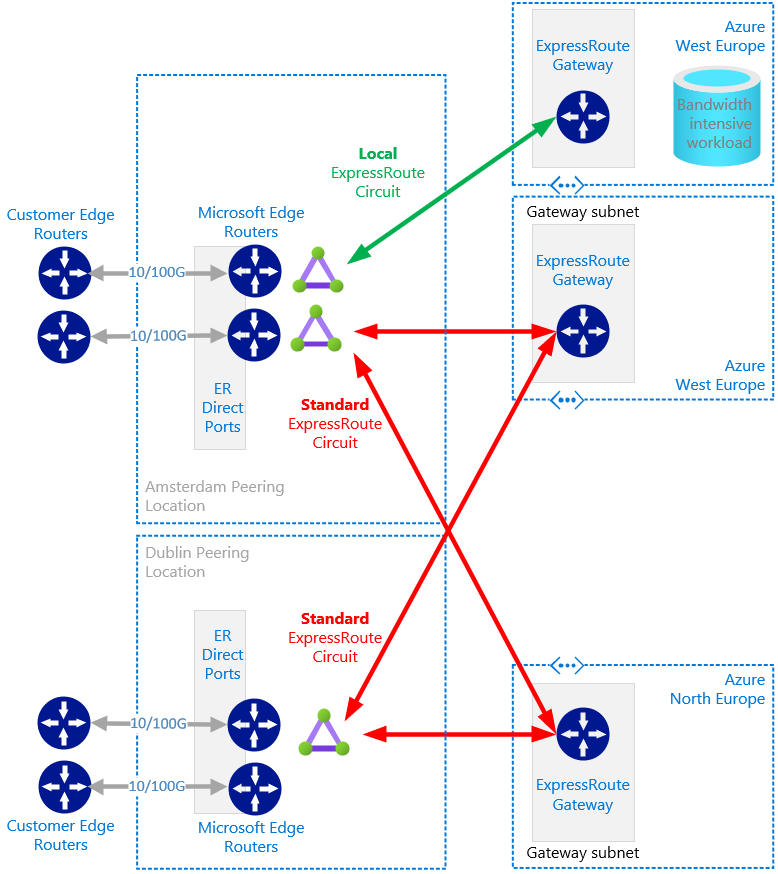 Azure
West Europe
ExpressRoute
Gateway
Bandwidth
intensive
workload
Local
ExpressRoute
Circuit
Customer Edge
Routers
Microsoft Edge
Routers
Gateway subnet
ExpressRoute
Gateway
10/100G
10/100G
Azure
West Europe
ER
Direct
Ports
Standard
ExpressRoute
Circuit
Amsterdam Peering
Location
Dublin Peering
Location
ER
Direct
Ports
Standard
ExpressRoute
Circuit
Azure
North Europe
10/100G
10/100G
ExpressRoute
Gateway
Customer Edge
Routers
Microsoft Edge
Routers
Gateway subnet